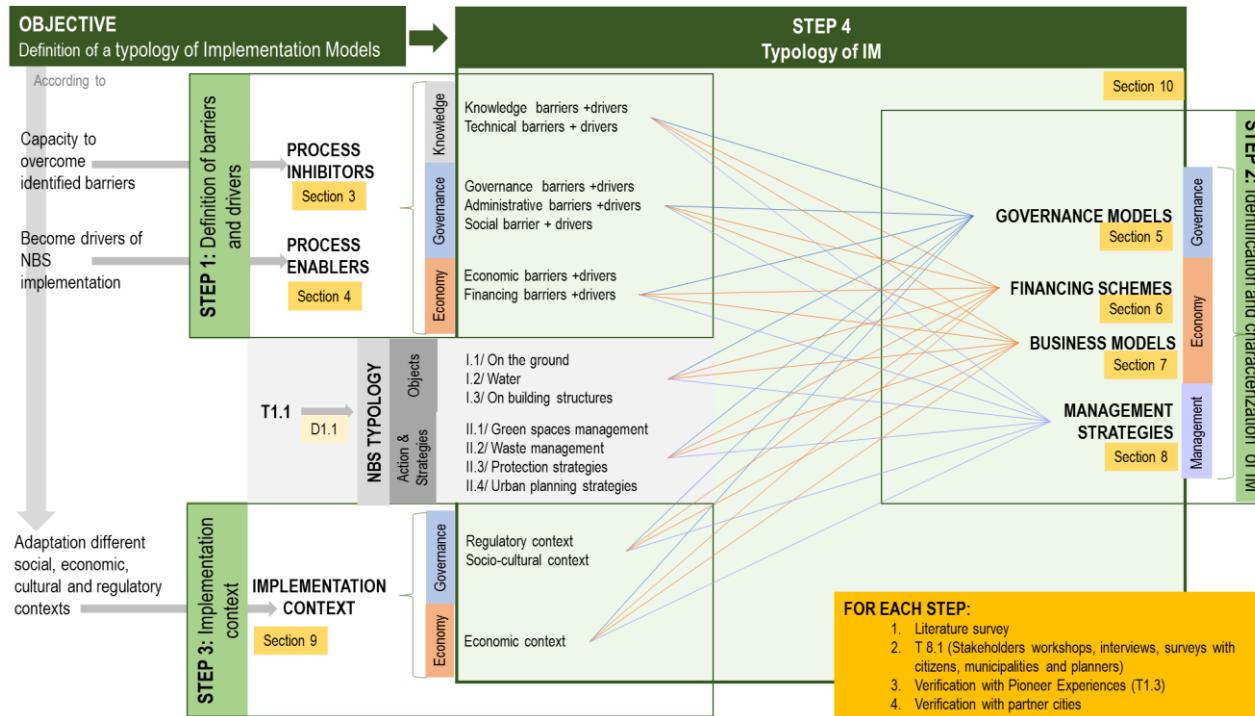 OBJECTIVE
Definition of a typology of Implementation Models
STEP 4
Typology of IM
According to
Section 10
Capacity to
overcome
identified barriers
Become drivers of
NBS
implementation
STEP 1: Definition of barriers
and drivers
PROCESS
INHIBITORS
Section 3
PROCESS
ENABLERS
Section 4
Knowledge
Governance
Economy
Knowledge barriers +drivers
Technical barriers + drivers
Governance barriers +drivers
Administrative barriers +drivers
Social barrier + drivers
Economic barriers +drivers
Financing barriers +drivers
T1.1
D1.1
NBS TYPOLOGY
Objects
Action &
Strategies
I.1/ On the ground
I.2/ Water
I.3/ On building structures
II.1/ Green spaces management
II.2/ Waste management
II.3/ Protection strategies
II.4/ Urban planning strategies
Adaptation different
social, economic,
cultural and regulatory
contexts
STEP 3: Implementation
context
IMPLEMENTATION
CONTEXT
Section 9
Governance
Economy
Regulatory context
Socio-cultural context
Economic context
GOVERNANCE MODELS
Section 5
FINANCING SCHEMES
Section 6
BUSINESS MODELS
Section 7
MANAGEMENT
STRATEGIES
Section 8
Governance
Economy
Management
STEP 2: Identification and characterization of IM
FOR EACH STEP:
1. Literature survey
2. T 8.1 (Stakeholders workshops, interviews, surveys with
citizens, municipalities and planners)
3. Verification with Pioneer Experiences (T1.3)
4. Verification with partner cities